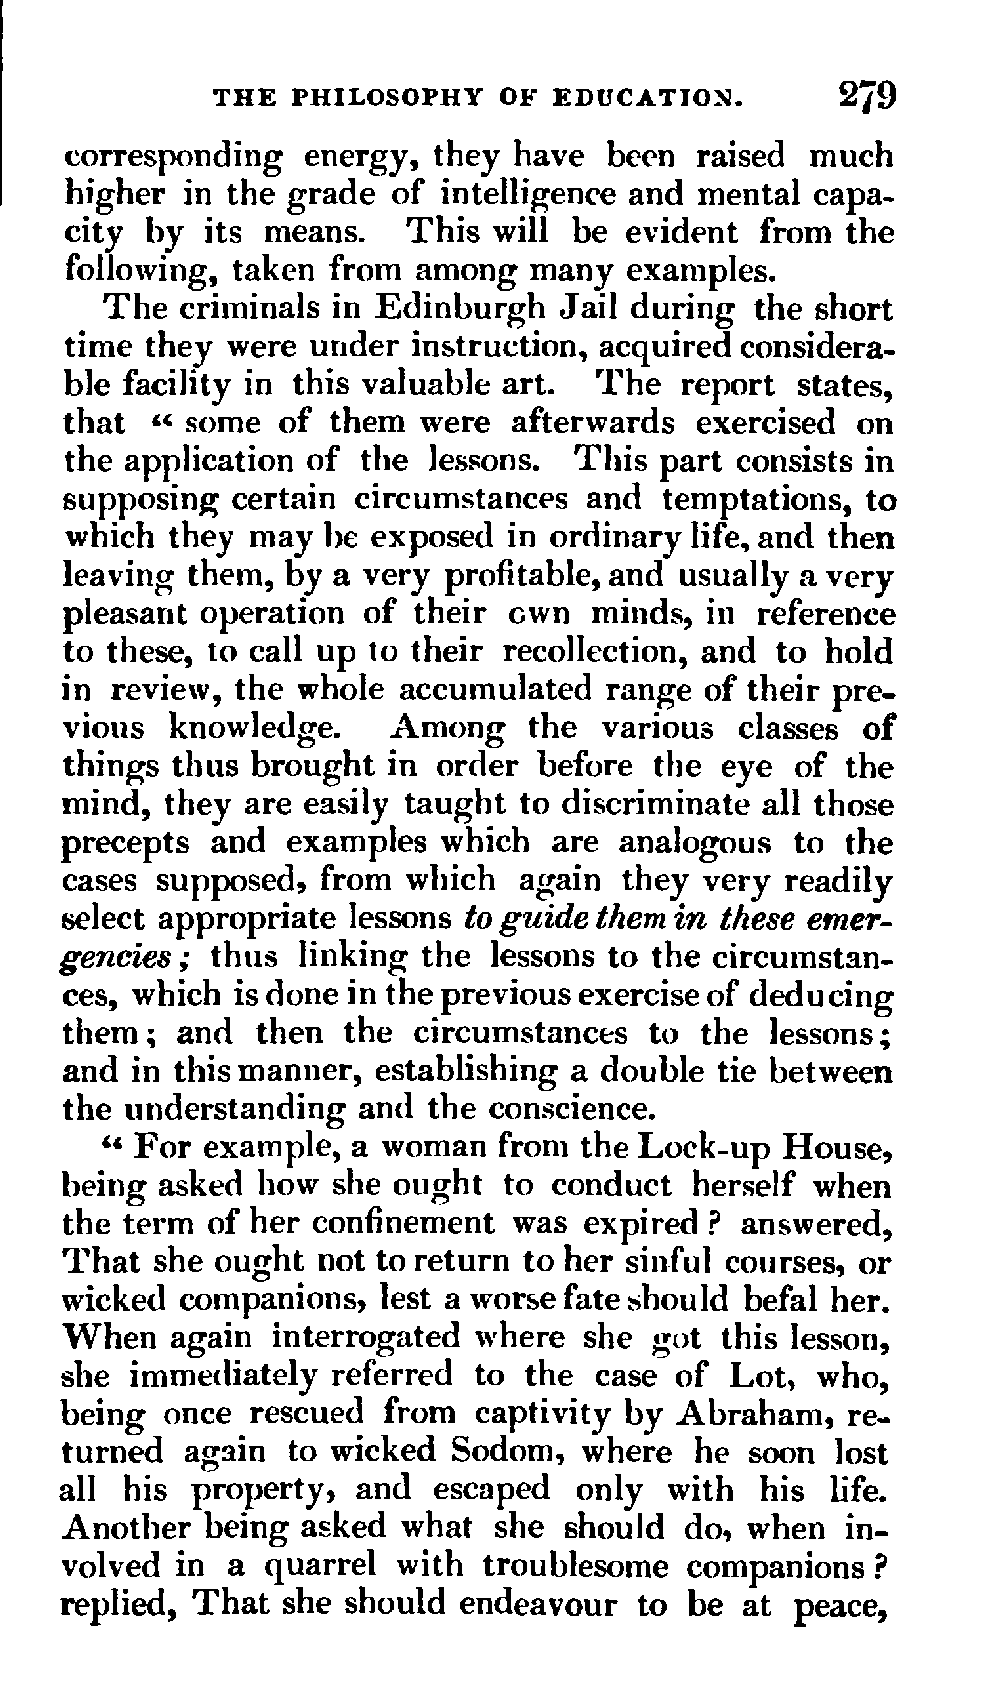 THE PHILOSOPHY OF EDUCATION. 279
corresponding energy, they have been raised much
higher in the grade of intelligence and mental capa-
city by its means. This will be evident from the
following, taken from among many examples.
The criminals in Edinburgh Jail during the short
time they were under instruction, acquired considera-
ble facility in this valuable art. The report states,
that “ some of them were afterwards exercised on
the application of the lessons. This part consists in
supposing certain circumstances and temptations, to
which they may be exposed in ordinary life, and then
leaving them, by a very profitable, and usually a very
pleasant operation of their own minds, in reference
to these, to call up to their recollection, and to hold
in review, the whole accumulated range of their pre-
vious knowledge. Among the various classes of
things thus brought in order before the eye of the
mind, they are easily taught to discriminate all those
precepts and examples which are analogous to the
cases supposed, from which again they very readily
select appropriate lessons to guide them in these emer-
gencies ; thus linking the lessons to the circumstan-
ces, which is done in the previous exercise of deducing
them ; and then the circumstances to the lessons ;
and in this manner, establishing a double tie between
the understanding and the conscience.
“ For example, a woman from the Lock-up House,
being asked how she ought to conduct herself when
the term of her confinement was expired ? answered,
That she ought not to return to her sinful courses, or
wicked companions, lest a worse fate should befal her.
When again interrogated where she got this lesson,
she immediately referred to the case of Lot, who,
being once rescued from captivity by Abraham, re-
turned again to wicked Sodom, where he soon lost
all his property, and escaped only with his life.
Another being asked what she should do, when in-
volved in a quarrel with troublesome companions ?
replied, That she should endeavour to be at peace,